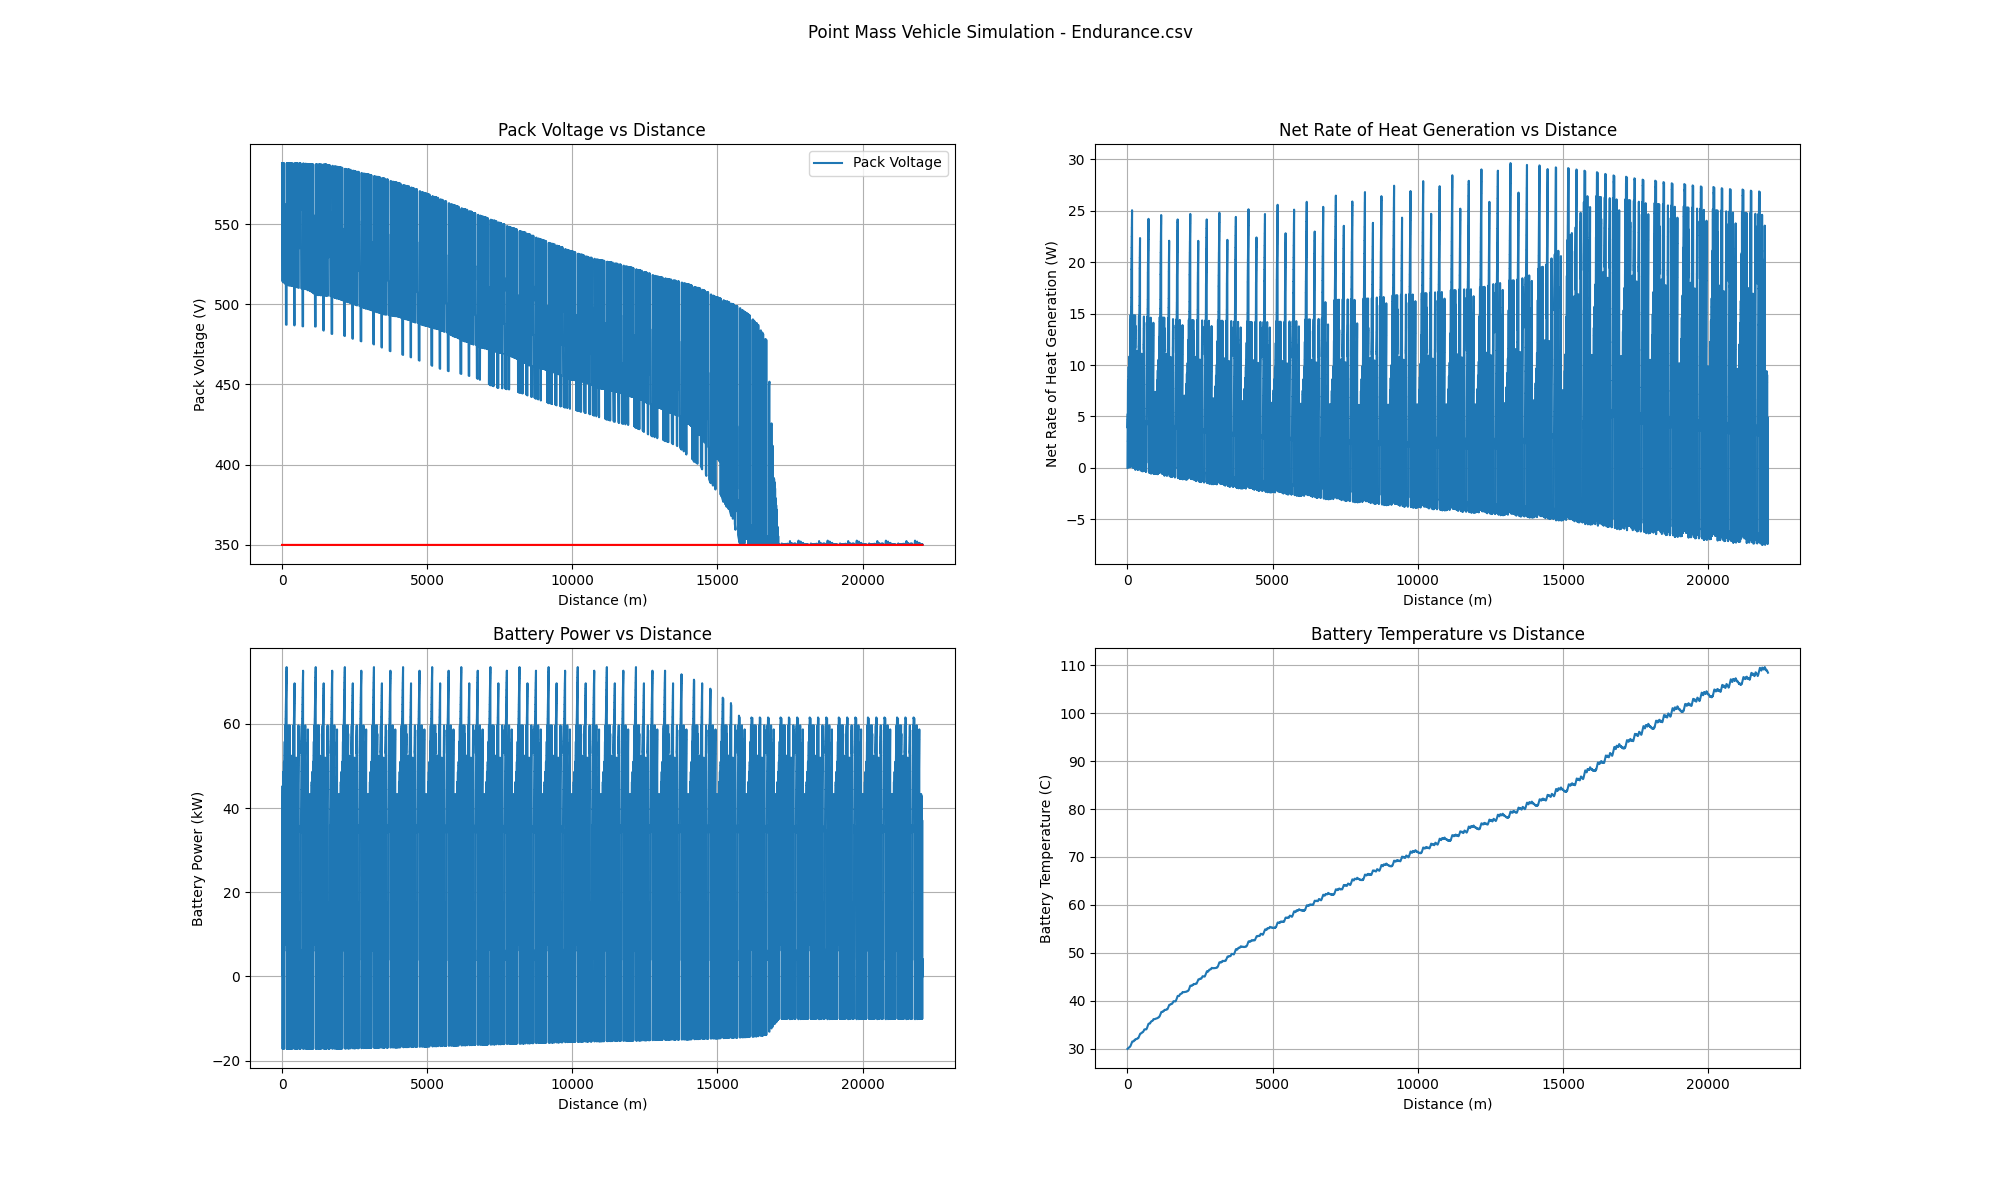 Point Mass Vehicle Simulation - Endurance.csv
Pack Voltage vs Distance
Pack Voltage
Pack Voltage (V)
550
500
450
400
350
0 5000 10000 15000 20000
Distance (m)
Net Rate of Heat Generation vs Distance
Net Rate of Heat Generation (W)
30
25
20
15
10
5
0
−5
0 5000 10000 15000 20000
Distance (m)
Battery Power vs Distance
Battery Power (kW)
60
40
20
0
−20
0 5000 10000 15000 20000
Distance (m)
Battery Temperature vs Distance
Battery Temperature (C)
110
100
90
80
70
60
50
40
30
0 5000 10000 15000 20000
Distance (m)